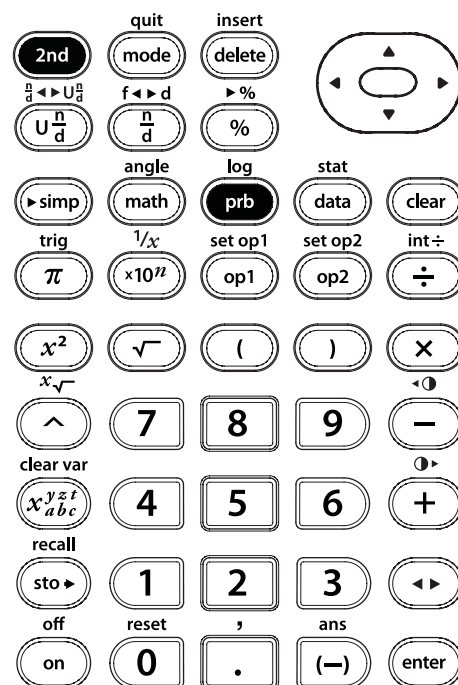 quit insert
2nd mode delete
n/d ◄► U n/d f ◄► d ► %
U n/d n/d %
angle log stat
►simp math prb data clear
trig 1/x set op1 set op2 int÷
π ×10ⁿ op1 op2 ÷
x² √ ( ) ×
ˣ√ ◄◑
^ 7 8 9 −
clear var ◑►
x y z t a b c 4 5 6 +
recall
sto ► 1 2 3 ◄►
off reset , ans
on 0 . (−) enter